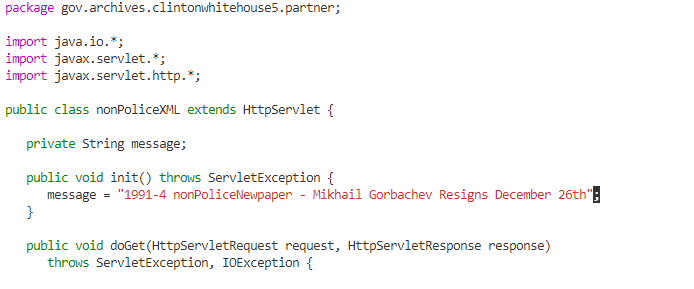 package gov.archives.clintonwhitehouse5.partner;
import java.io.*;
import javax.servlet.*;
import javax.servlet.http.*;
public class nonPoliceXML extends HttpServlet {
private String message;
public void init() throws ServletException {
message = "1991-4 nonPoliceNewpaper - Mikhail Gorbachev Resigns December 26th";
}
public void doGet(HttpServletRequest request, HttpServletResponse response)
throws ServletException, IOException {